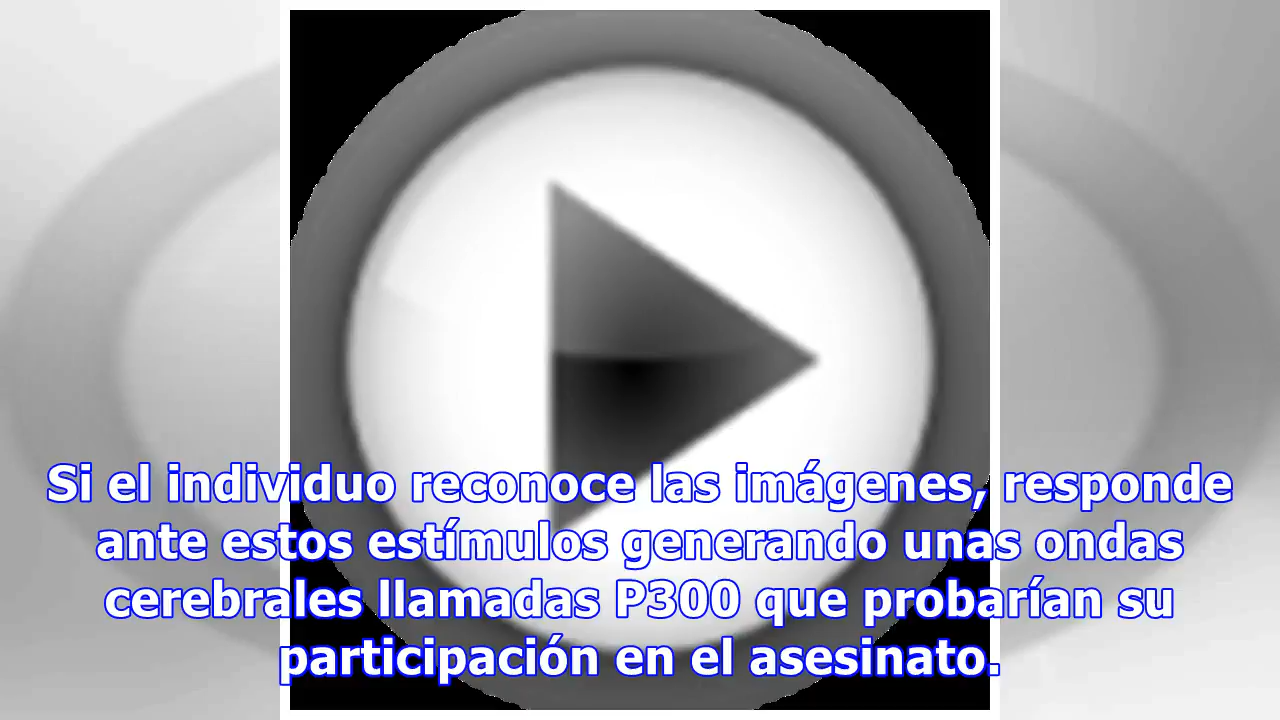 Si el individuo reconoce las imágenes, responde
ante estos estímulos generando unas ondas
cerebrales llamadas P300 que probarían su
participación en el asesinato.